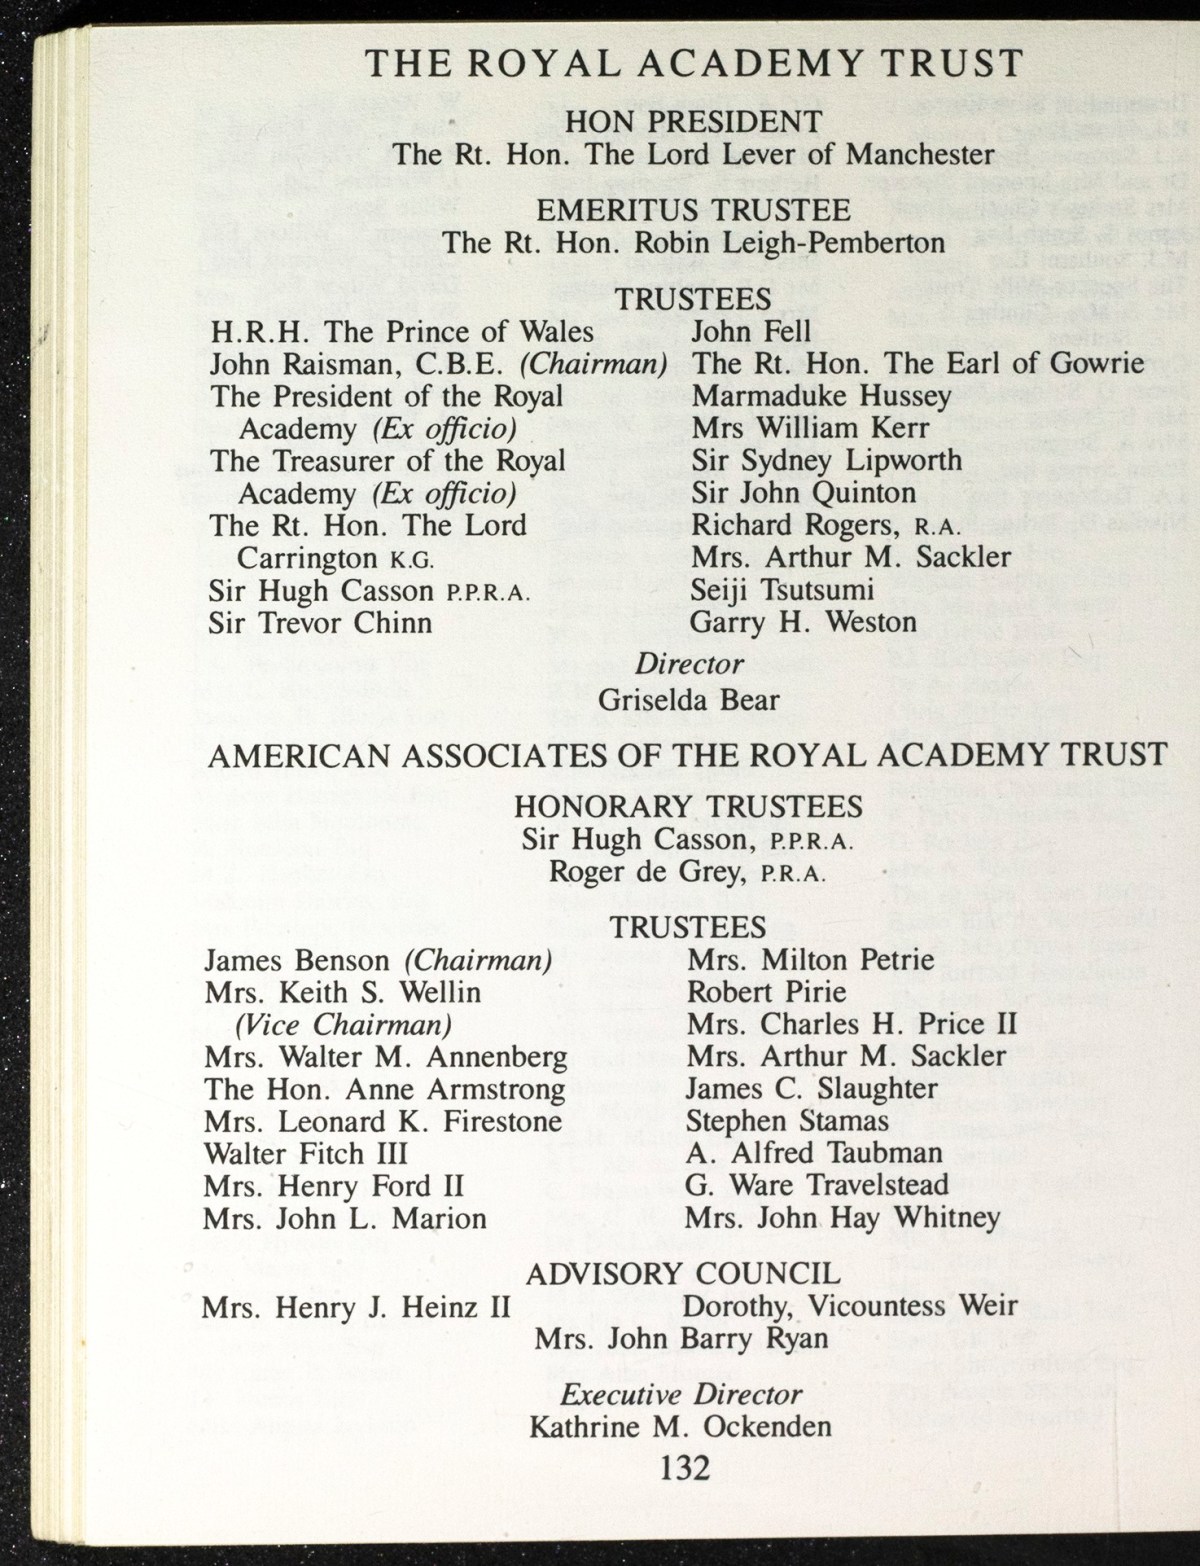 THE ROYAL ACADEMY TRUST
HON PRESIDENT
The Rt. Hon. The Lord Lever of Manchester
EMERITUS TRUSTEE
The Rt. Hon. Robin Leigh-Pemberton
TRUSTEES
H.R.H. The Prince of Wales
John Raisman, C.B.E. (Chairman)
The President of the Royal
Academy (Ex officio)
The Treasurer of the Royal
Academy (Ex officio)
The Rt. Hon. The Lord
Carrington K.G.
Sir Hugh Casson P.P.R.A.
Sir Trevor Chinn
John Fell
The Rt. Hon. The Earl of Gowrie
Marmaduke Hussey
Mrs William Kerr
Sir Sydney Lipworth
Sir John Quinton
Richard Rogers, R.A.
Mrs. Arthur M. Sackler
Seiji Tsutsumi
Garry H. Weston
Director
Griselda Bear
AMERICAN ASSOCIATES OF THE ROYAL ACADEMY TRUST
HONORARY TRUSTEES
Sir Hugh Casson, P.P.R.A.
Roger de Grey, P.R.A.
TRUSTEES
James Benson (Chairman)
Mrs. Keith S. Wellin
(Vice Chairman)
Mrs. Walter M. Annenberg
The Hon. Anne Armstrong
Mrs. Leonard K. Firestone
Walter Fitch III
Mrs. Henry Ford II
Mrs. John L. Marion
Mrs. Milton Petrie
Robert Pirie
Mrs. Charles H. Price II
Mrs. Arthur M. Sackler
James C. Slaughter
Stephen Stamas
A. Alfred Taubman
G. Ware Travelstead
Mrs. John Hay Whitney
ADVISORY COUNCIL
Mrs. Henry J. Heinz II
Dorothy, Vicountess Weir
Mrs. John Barry Ryan
Executive Director
Kathrine M. Ockenden
132